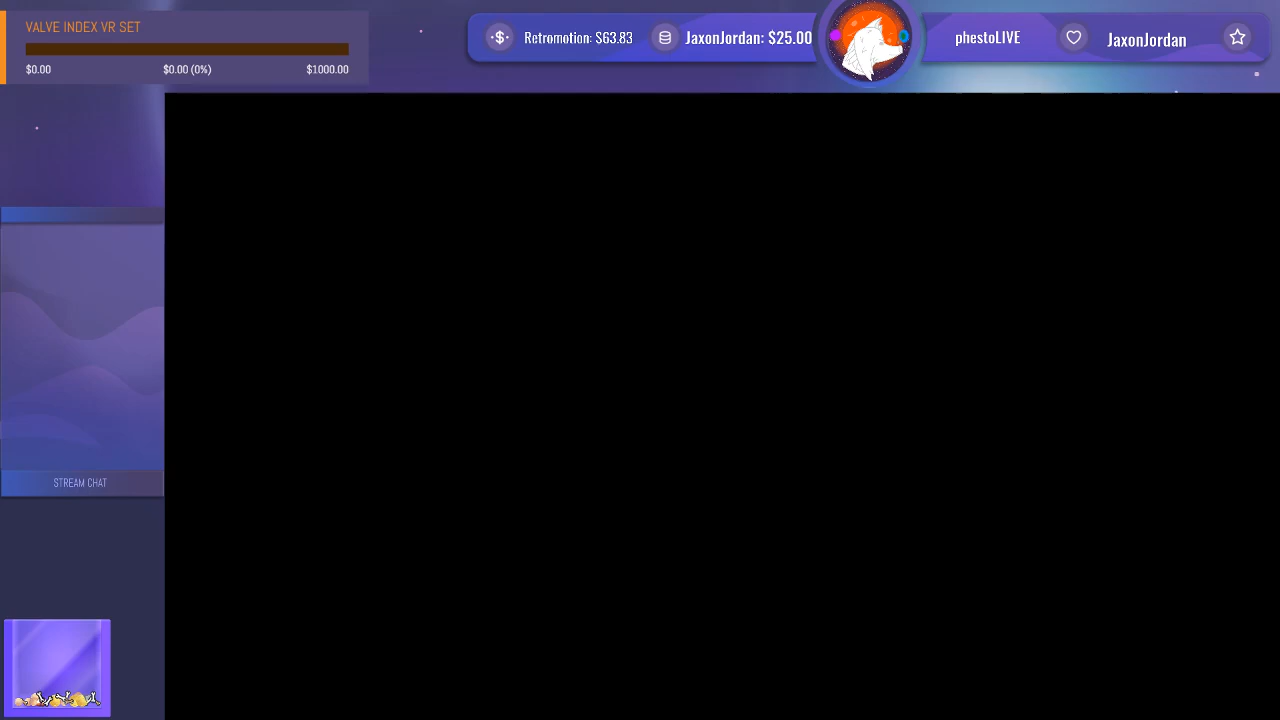 VALVE INDEX VR SET
$0.00 $0.00 (0%) $1000.00
Retromotion: $63.83 JaxonJordan: $25.00 phestoLIVE JaxonJordan
STREAM CHAT